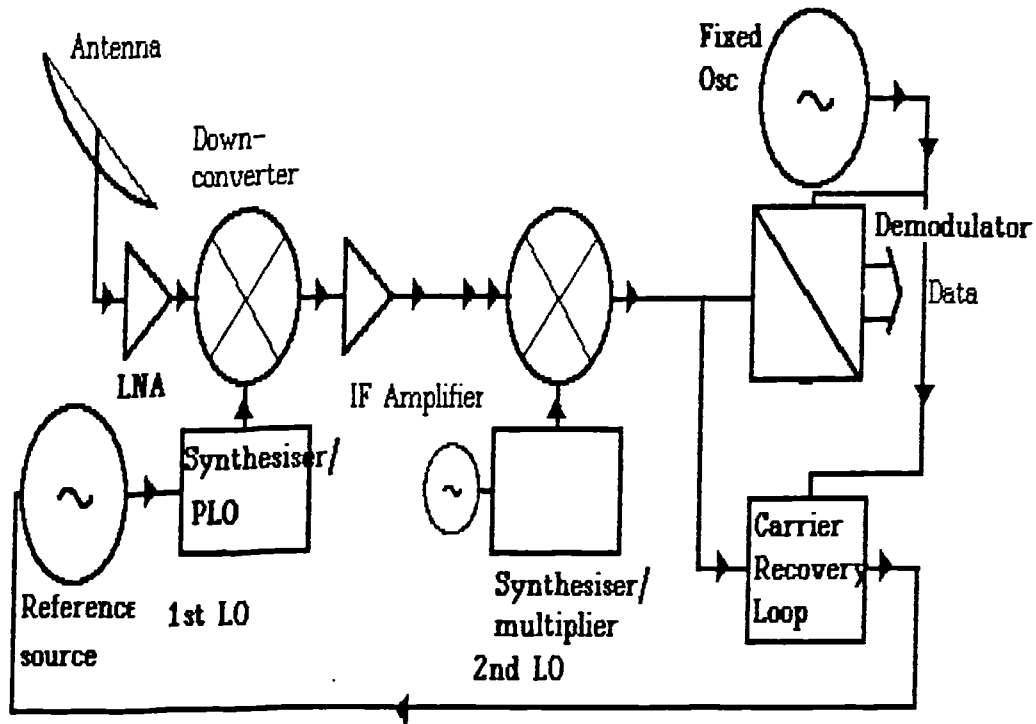 Antenna
Fixed
Osc
Down-
converter
Demodulator
Data
LNA
IF Amplifier
Synthesiser/
PLO
Carrier
Recovery
Loop
Reference
source
1st LO
Synthesiser/
multiplier
2nd LO